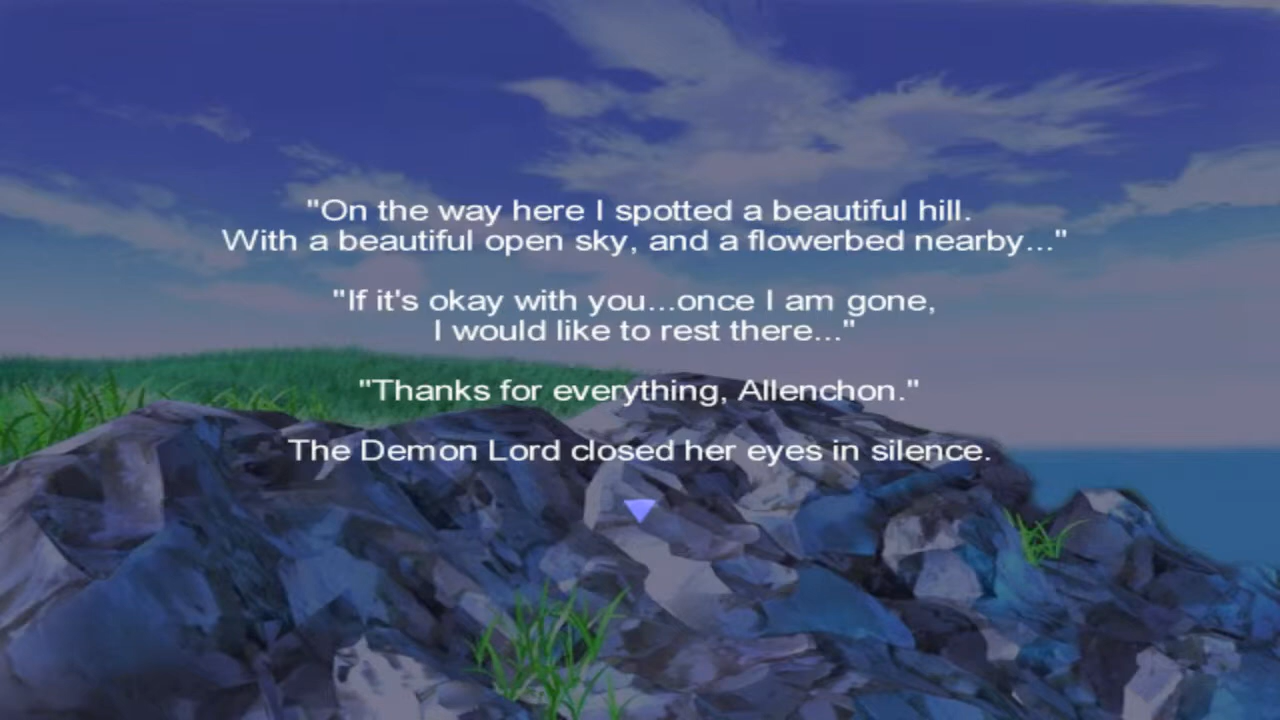 "On the way here I spotted a beautiful hill.
With a beautiful open sky, and a flowerbed nearby..."
"If it's okay with you...once I am gone,
I would like to rest there..."
"Thanks for everything, Allenchon."
The Demon Lord closed her eyes in silence.